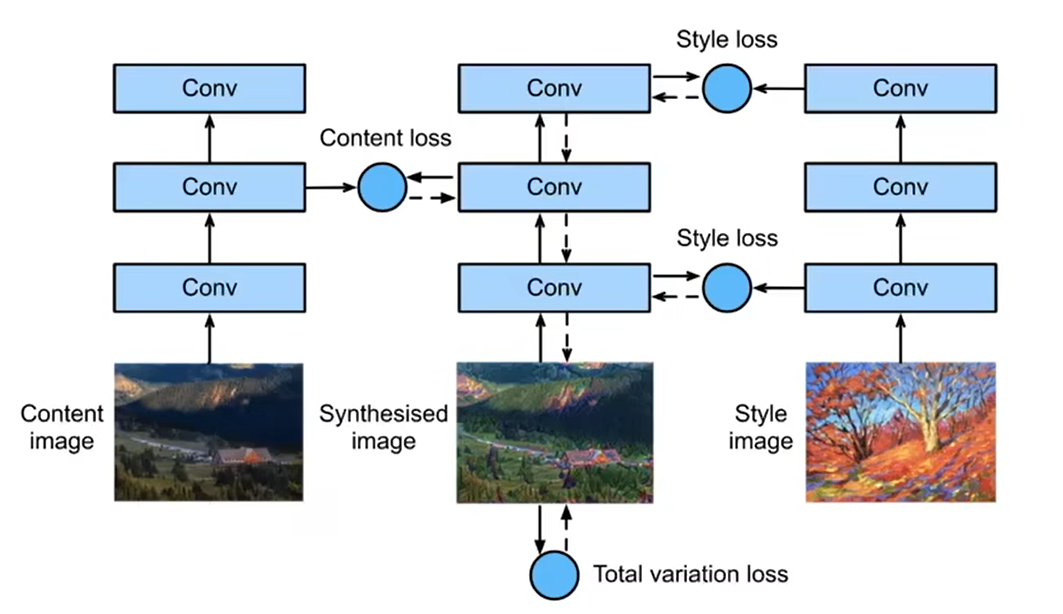 Style loss
Conv
Conv
Conv
Content loss
Conv
Conv
Conv
Style loss
Conv
Conv
Conv
Content
image
Synthesised
image
Style
image
Total variation loss